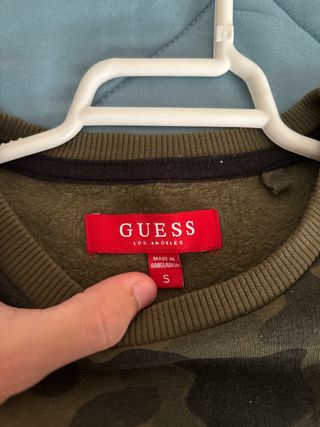 GUESS
LOS ANGELES
MADE IN
BANGLADESH
S